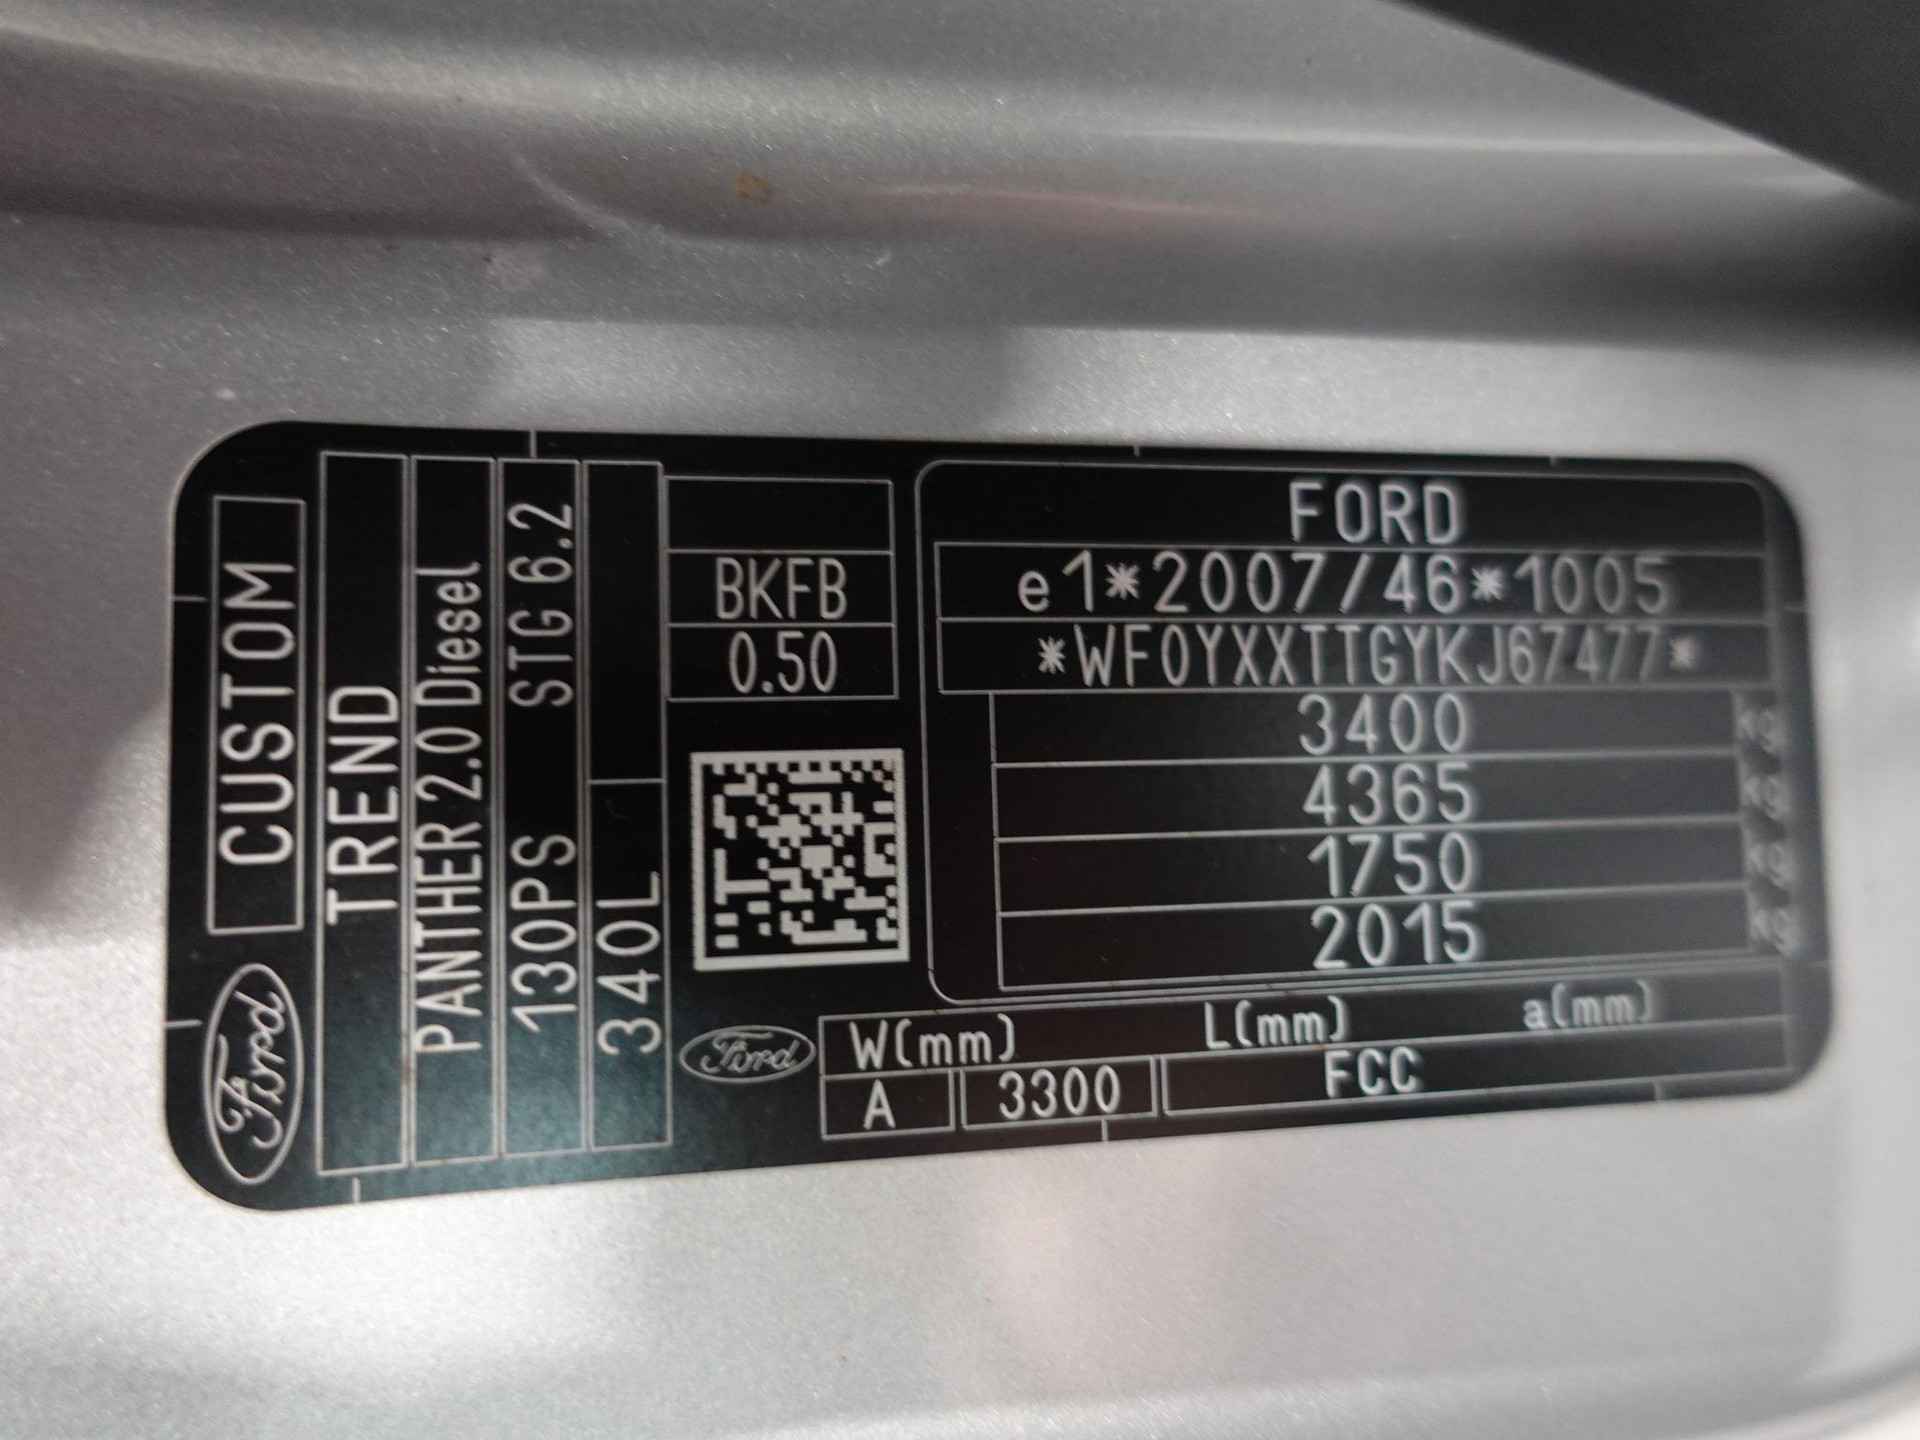 CUSTOM
Ford
TREND
PANTHER 2.0 Diesel
130PS STG 6.2
340L
BKFB
0.50
FORD
e1*2007/46*1005
*WF0YXXTTGYKJ67477*
3400 kg
4365 kg
1750 kg
2015 kg
Ford
W(mm) L(mm) a(mm)
A 3300 FCC